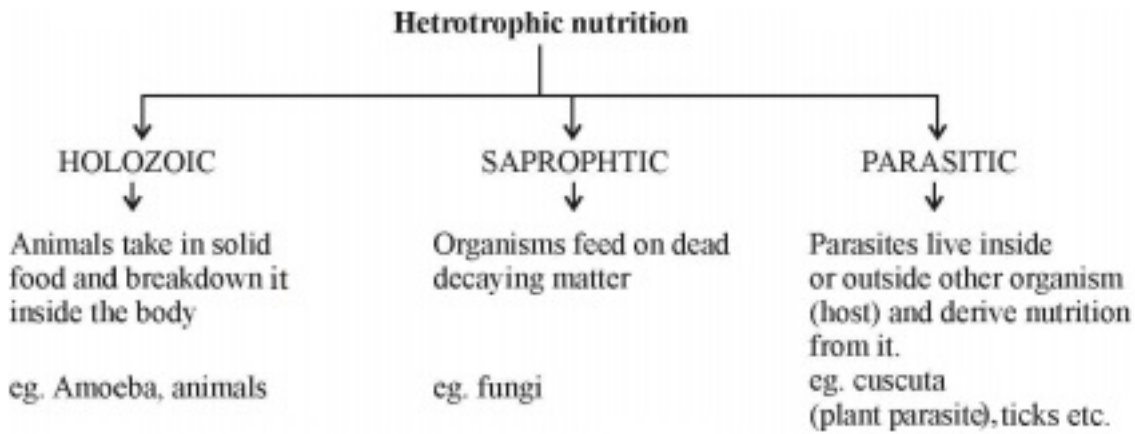 Hetrotrophic nutrition
HOLOZOIC
SAPROPHTIC
PARASITIC
Animals take in solid
food and breakdown it
inside the body
eg. Amoeba, animals
Organisms feed on dead
decaying matter
eg. fungi
Parasites live inside
or outside other organism
(host) and derive nutrition
from it.
eg. cuscuta
(plant parasite), ticks etc.